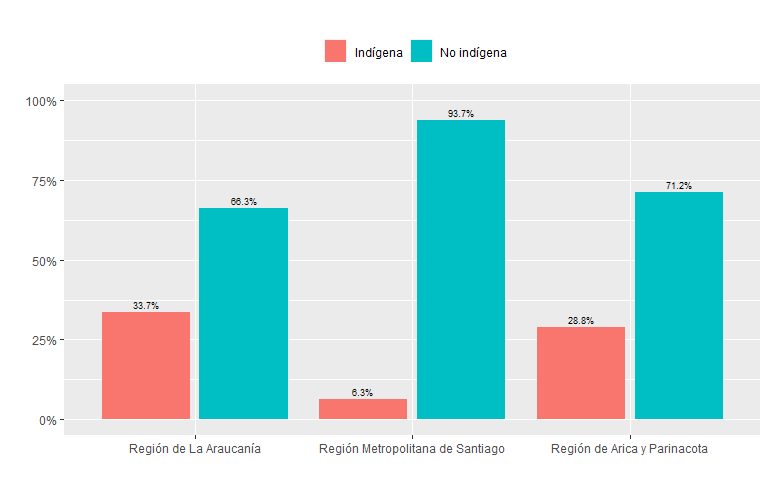 Indígena No indígena
100%
75%
50%
25%
0%
33.7%
66.3%
6.3%
93.7%
28.8%
71.2%
Región de La Araucanía
Región Metropolitana de Santiago
Región de Arica y Parinacota